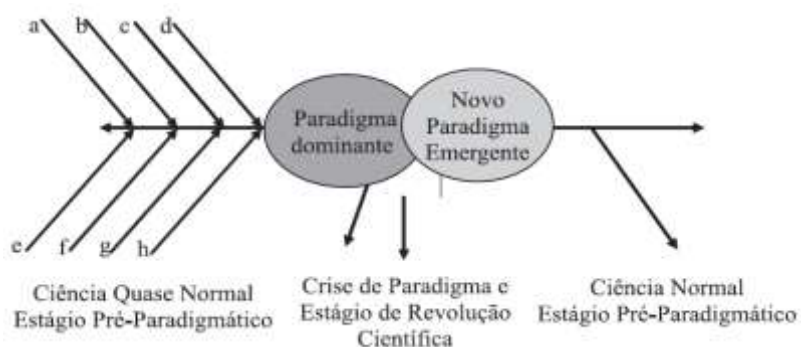 a
b
c
d
Paradigma
dominante
Novo
Paradigma
Emergente
e
f
g
h
Ciência Quase Normal
Estágio Pré-Paradigmático
Crise de Paradigma e
Estágio de Revolução
Científica
Ciência Normal
Estágio Pré-Paradigmático